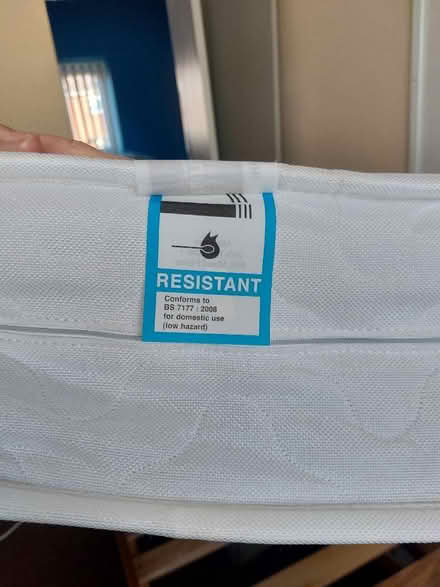 RESISTANT
Conforms to
BS 7177 : 2008
for domestic use
(low hazard)